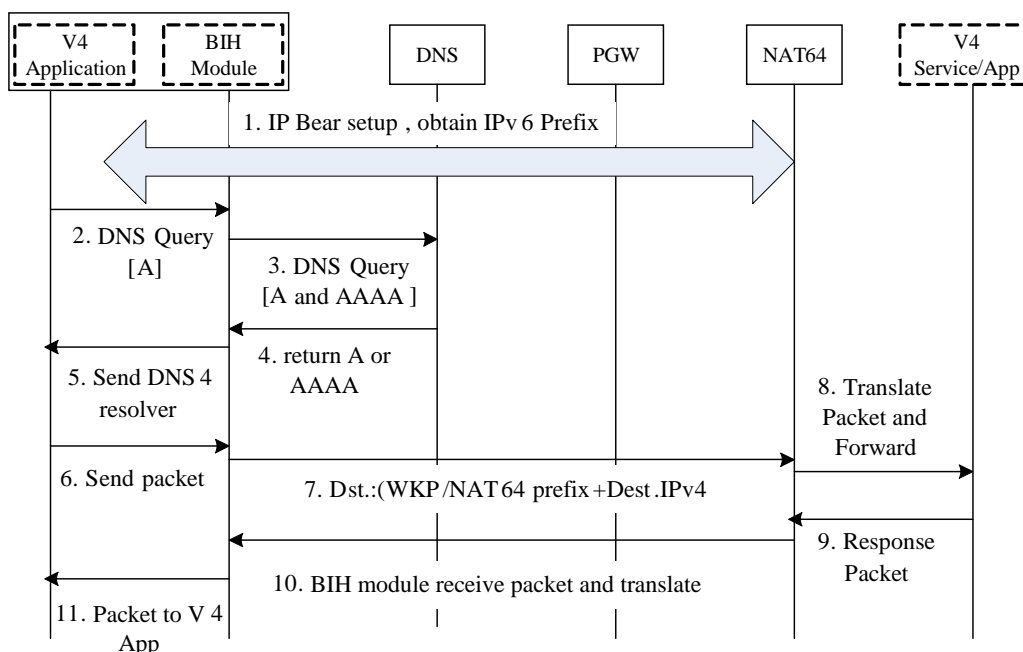 V4
Application
BIH
Module
DNS
PGW
NAT64
V4
Service/App
1. IP Bear setup , obtain IPv 6 Prefix
2. DNS Query
[A]
3. DNS Query
[A and AAAA ]
4. return A or
AAAA
5. Send DNS 4
resolver
6. Send packet
7. Dst.:(WKP/NAT64 prefix+Dest.IPv4
8. Translate
Packet and
Forward
9. Response
Packet
10. BIH module receive packet and translate
11. Packet to V 4
App